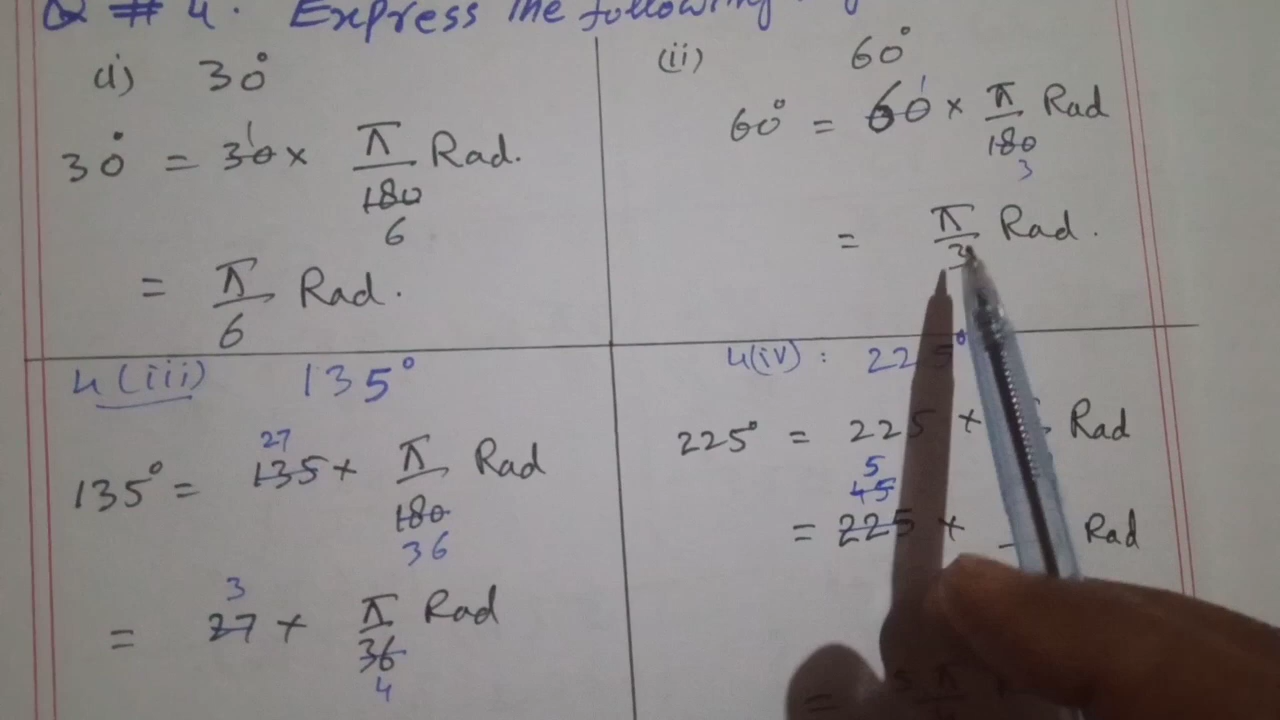 Q # 4. Express the following
(i) 30°
30° = 30 1 × π/180 6 Rad.
= π/6 Rad.
(ii) 60°
60° = 60 1 × π/180 3 Rad
= π/3 Rad.
4(iii) 135°
135° = 135 27 × π/180 36 Rad
= 27 3 × π/36 4 Rad
4(iv) : 225°
225° = 225 × Rad
= 225 45 5 × Rad
=